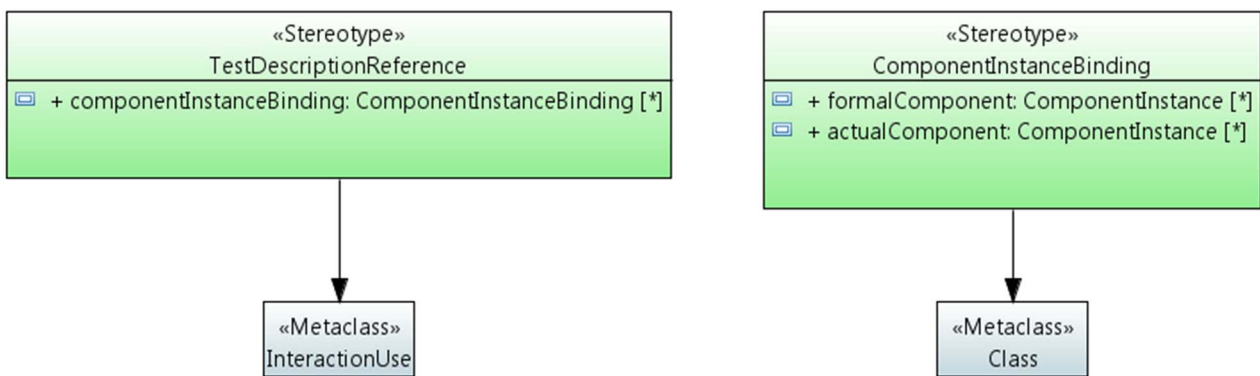 «Stereotype»
TestDescriptionReference
+ componentInstanceBinding: ComponentInstanceBinding [*]
«Metaclass»
InteractionUse
«Stereotype»
ComponentInstanceBinding
+ formalComponent: ComponentInstance [*]
+ actualComponent: ComponentInstance [*]
«Metaclass»
Class